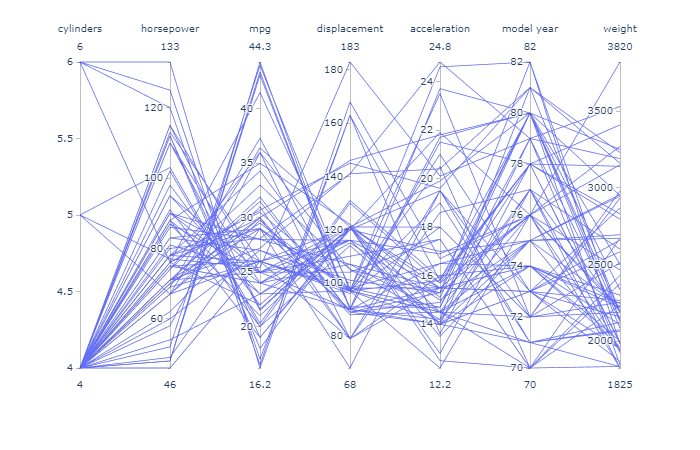 cylinders horsepower mpg displacement acceleration model year weight
6 133 44.3 183 24.8 82 3820
6 5.5 5 4.5 4
120 100 80 60
40 35 30 25 20
180 160 140 120 100 80
24 22 20 18 16 14
82 80 78 76 74 72 70
3500 3000 2500 2000
4 46 16.2 68 12.2 70 1825